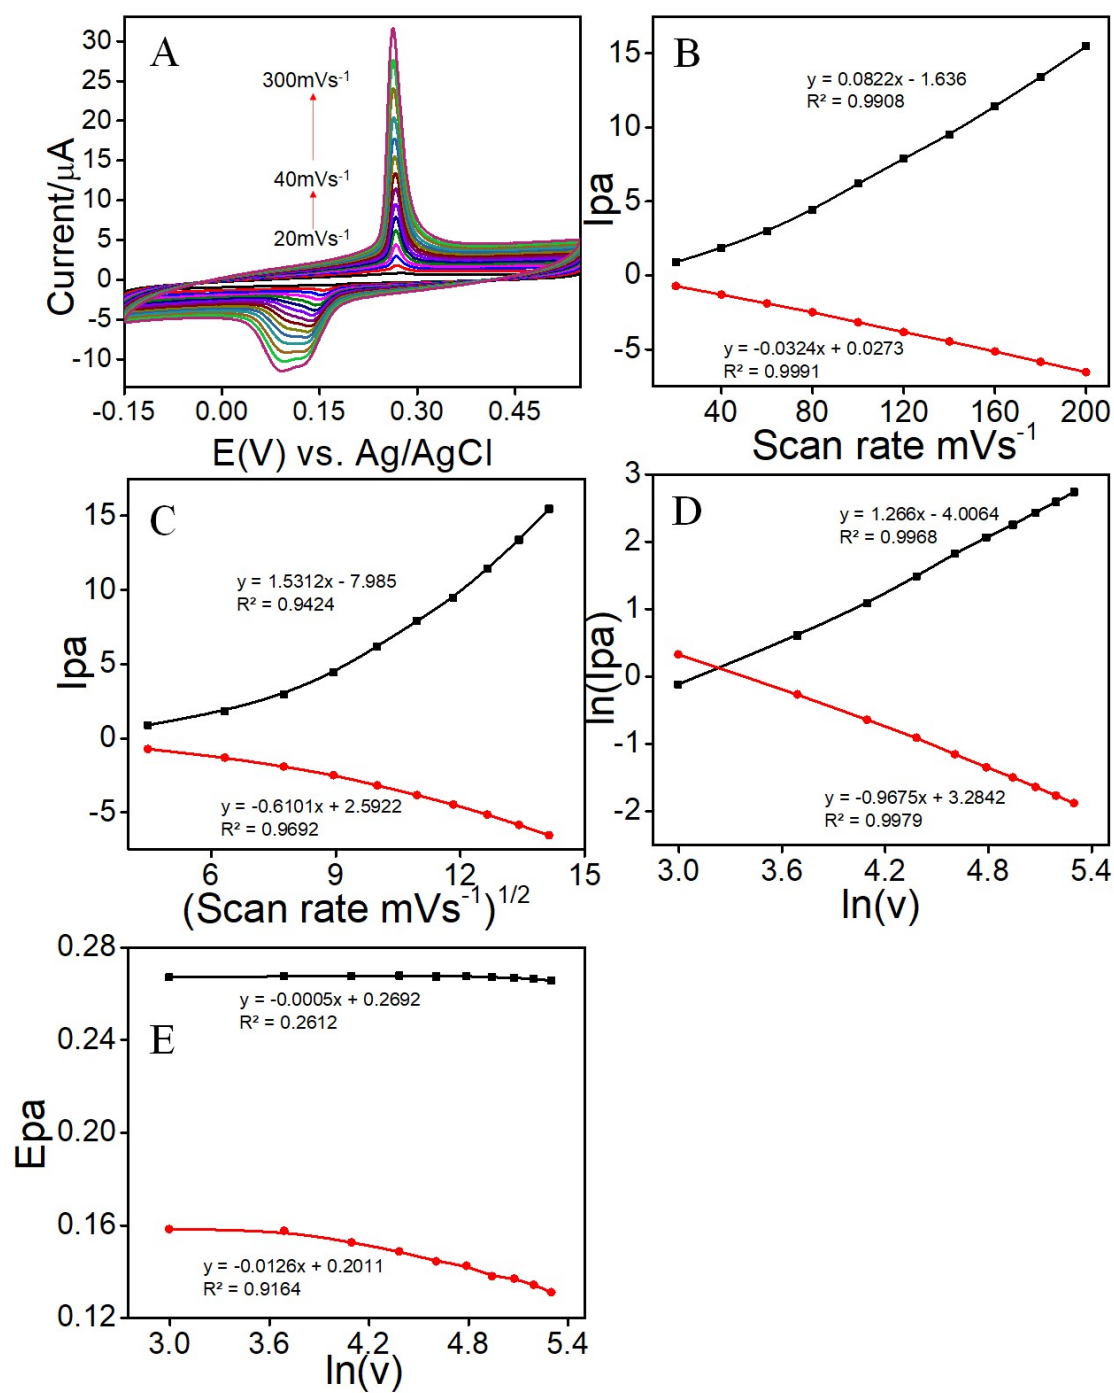 A
30
25
20
15
10
5
0
-5
-10
Current/μA
300mVs⁻¹
40mVs⁻¹
20mVs⁻¹
-0.15 0.00 0.15 0.30 0.45
E(V) vs. Ag/AgCl
B
15
10
5
0
-5
Ipa
y = 0.0822x - 1.636
R² = 0.9908
y = -0.0324x + 0.0273
R² = 0.9991
40 80 120 160 200
Scan rate mVs⁻¹
C
15
10
5
0
-5
Ipa
y = 1.5312x - 7.985
R² = 0.9424
y = -0.6101x + 2.5922
R² = 0.9692
6 9 12 15
(Scan rate mVs⁻¹)¹/²
D
3
2
1
0
-1
-2
ln(Ipa)
y = 1.266x - 4.0064
R² = 0.9968
y = -0.9675x + 3.2842
R² = 0.9979
3.0 3.6 4.2 4.8 5.4
ln(v)
E
0.28
0.24
0.20
0.16
0.12
Epa
y = -0.0005x + 0.2692
R² = 0.2612
y = -0.0126x + 0.2011
R² = 0.9164
3.0 3.6 4.2 4.8 5.4
ln(v)